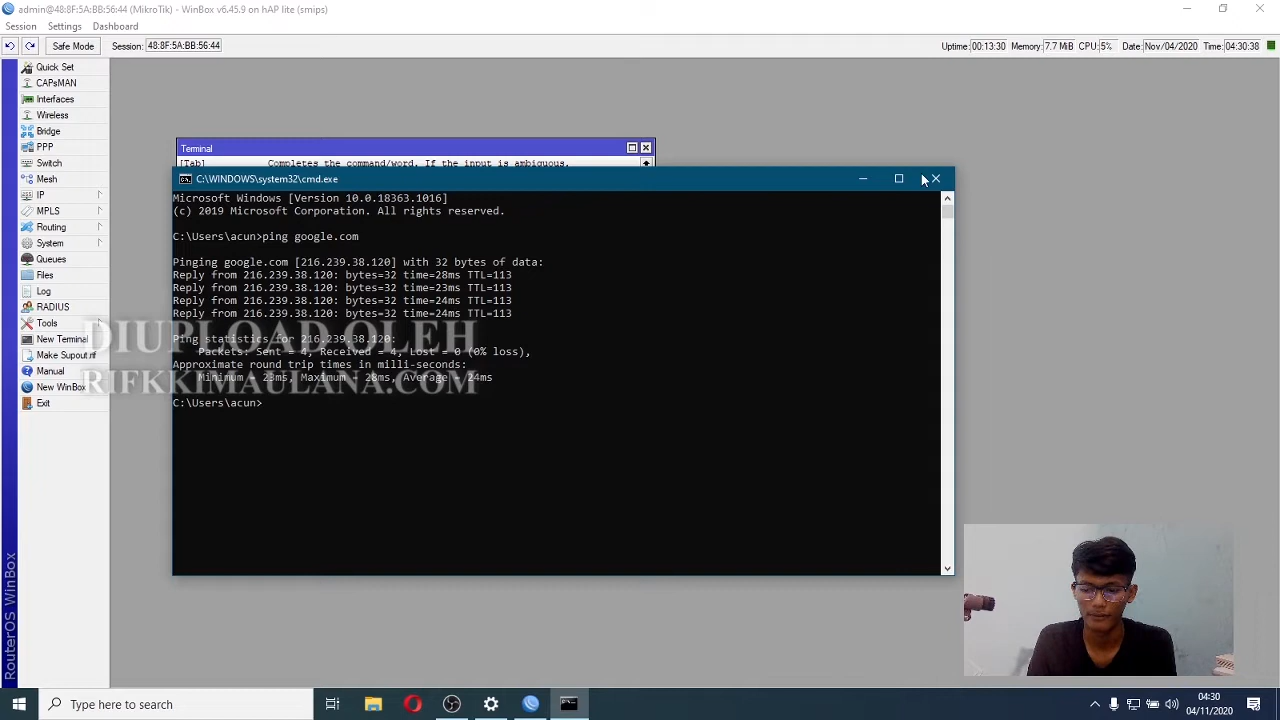 admin@48:8F:5A:BB:56:44 (MikroTik) - WinBox v6.45.9 on hAP lite (smips)
Session Settings Dashboard
Safe Mode Session: 48:8F:5A:BB:56:44 Uptime: 00:13:30 Memory: 7.7 MiB CPU: 5% Date: Nov/04/2020 Time: 04:30:38
Quick Set
CAPsMAN
Interfaces
Wireless
Bridge
PPP
Switch
Mesh
IP
MPLS
Routing
System
Queues
Files
Log
RADIUS
Tools
New Terminal
Make Supout.rif
Manual
New WinBox
Exit
RouterOS WinBox
Terminal
[Tab] Completes the command/word. If the input is ambiguous,
C:\WINDOWS\system32\cmd.exe
Microsoft Windows [Version 10.0.18363.1016]
(c) 2019 Microsoft Corporation. All rights reserved.
C:\Users\acun>ping google.com
Pinging google.com [216.239.38.120] with 32 bytes of data:
Reply from 216.239.38.120: bytes=32 time=28ms TTL=113
Reply from 216.239.38.120: bytes=32 time=23ms TTL=113
Reply from 216.239.38.120: bytes=32 time=24ms TTL=113
Reply from 216.239.38.120: bytes=32 time=24ms TTL=113
Ping statistics for 216.239.38.120:
Packets: Sent = 4, Received = 4, Lost = 0 (0% loss),
Approximate round trip times in milli-seconds:
Minimum = 23ms, Maximum = 28ms, Average = 24ms
C:\Users\acun>
DIUPLOAD OLEH
RIFKKIMAULANA.COM
Type here to search
04:30
04/11/2020